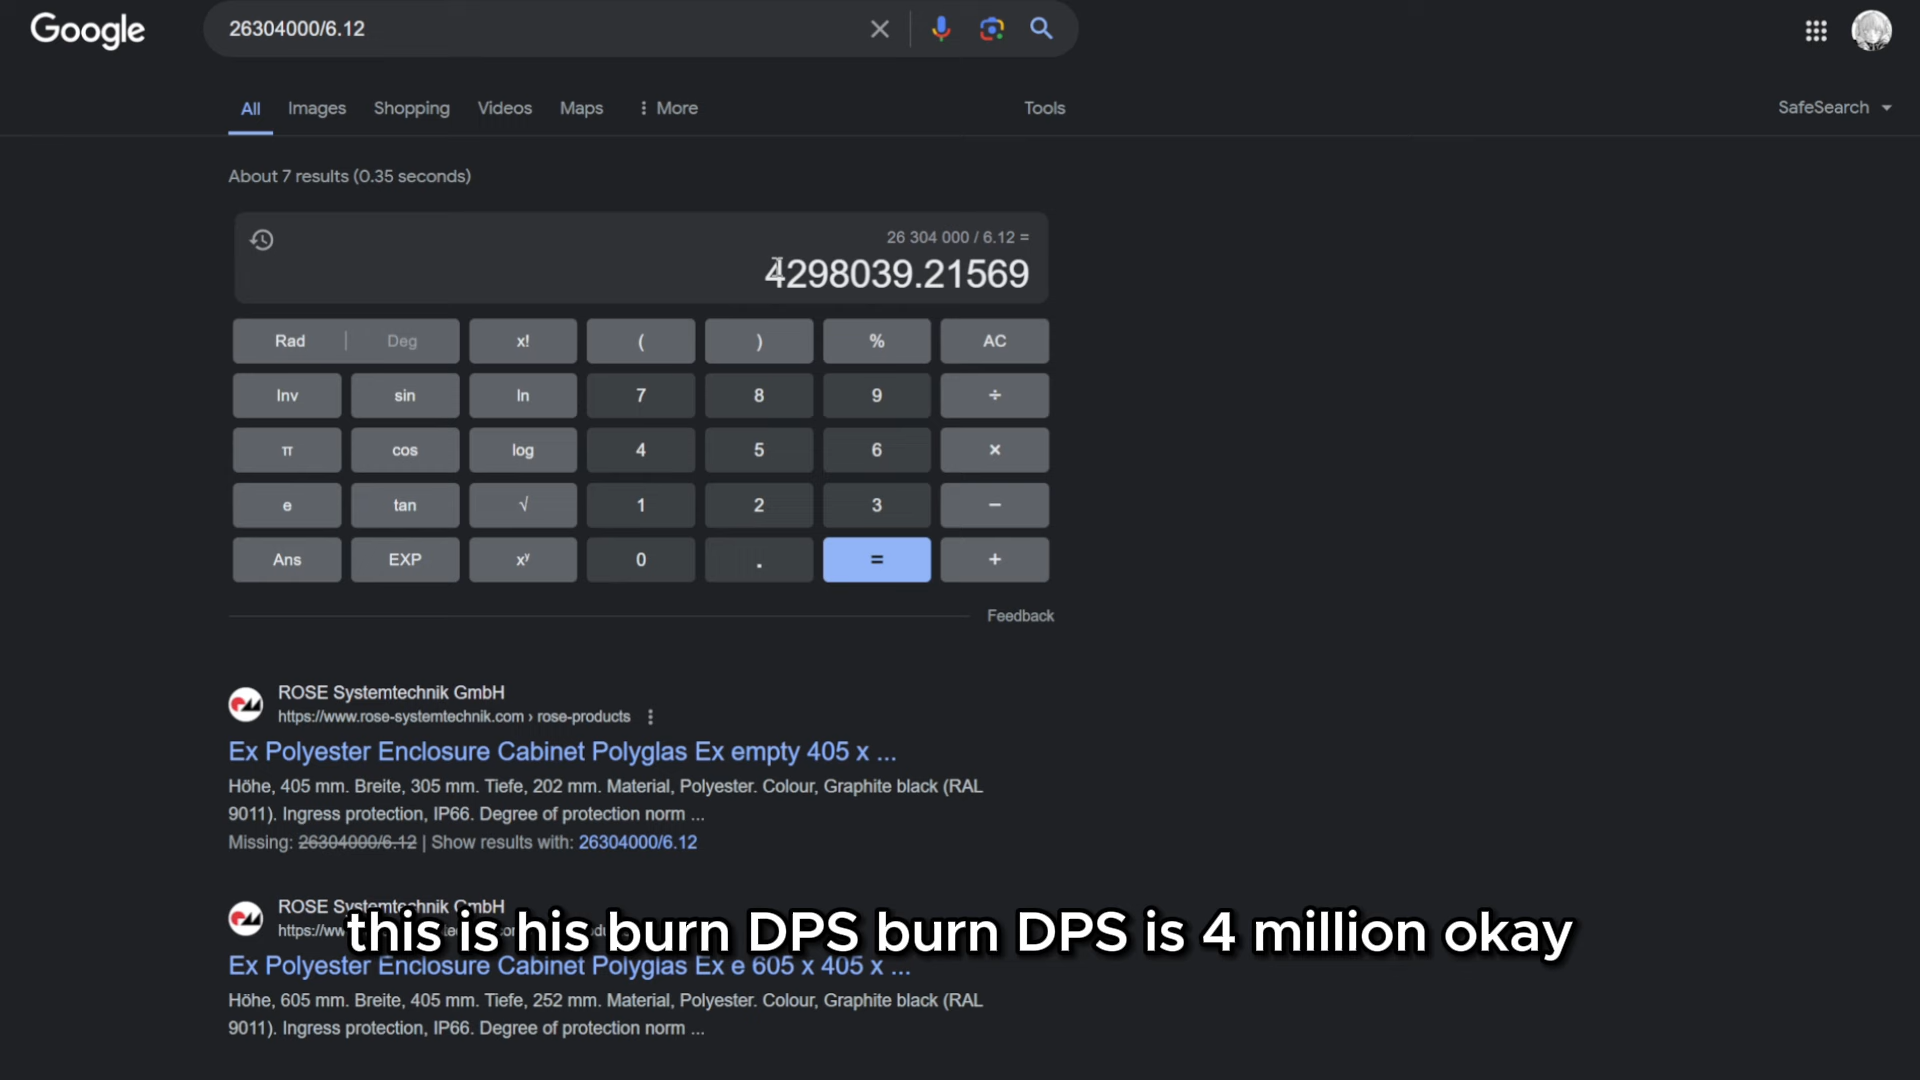 Google
26304000/6.12
All Images Shopping Videos Maps More Tools SafeSearch
About 7 results (0.35 seconds)
26 304 000 / 6.12 =
4298039.21569
Rad | Deg x! ( ) % AC
Inv sin ln 7 8 9 ÷
π cos log 4 5 6 ×
e tan √ 1 2 3 −
Ans EXP xʸ 0 . = +
Feedback
ROSE Systemtechnik GmbH
https://www.rose-systemtechnik.com › rose-products
Ex Polyester Enclosure Cabinet Polyglas Ex empty 405 x ...
Höhe, 405 mm. Breite, 305 mm. Tiefe, 202 mm. Material, Polyester. Colour, Graphite black (RAL
9011). Ingress protection, IP66. Degree of protection norm ...
Missing: 26304000/6.12 | Show results with: 26304000/6.12
ROSE Systemtechnik GmbH
this is his burn DPS burn DPS is 4 million okay
Ex Polyester Enclosure Cabinet Polyglas Ex e 605 x 405 x ...
Höhe, 605 mm. Breite, 405 mm. Tiefe, 252 mm. Material, Polyester. Colour, Graphite black (RAL
9011). Ingress protection, IP66. Degree of protection norm ...